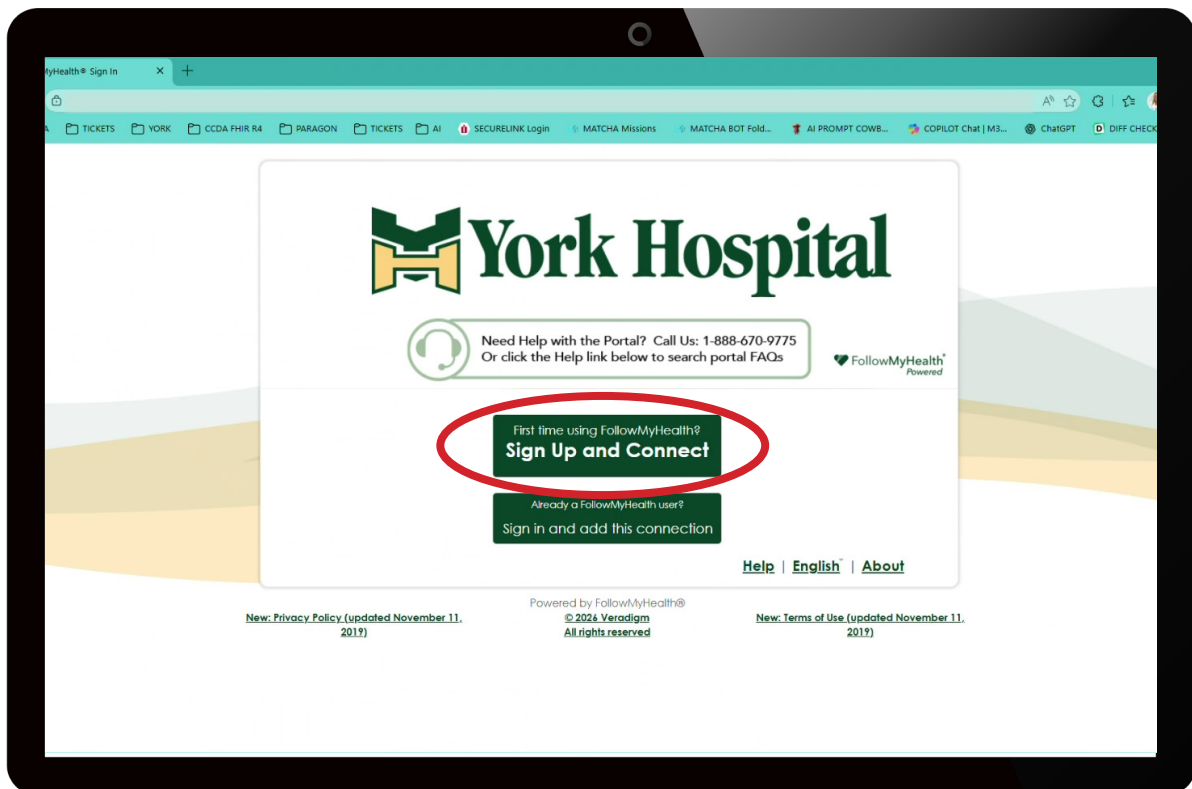 MyHealth® Sign In
TICKETS YORK CCDA FHIR R4 PARAGON TICKETS AI SECURELINK Login MATCHA Missions MATCHA BOT Fold... AI PROMPT COWB... COPILOT Chat | M3... ChatGPT DIFF CHECK
York Hospital
Need Help with the Portal? Call Us: 1-888-670-9775
Or click the Help link below to search portal FAQs
FollowMyHealth®
Powered
First time using FollowMyHealth?
Sign Up and Connect
Already a FollowMyHealth user?
Sign in and add this connection
Help | English | About
Powered by FollowMyHealth®
New: Privacy Policy (updated November 11, 2019)
© 2026 Veradigm
All rights reserved
New: Terms of Use (updated November 11, 2019)